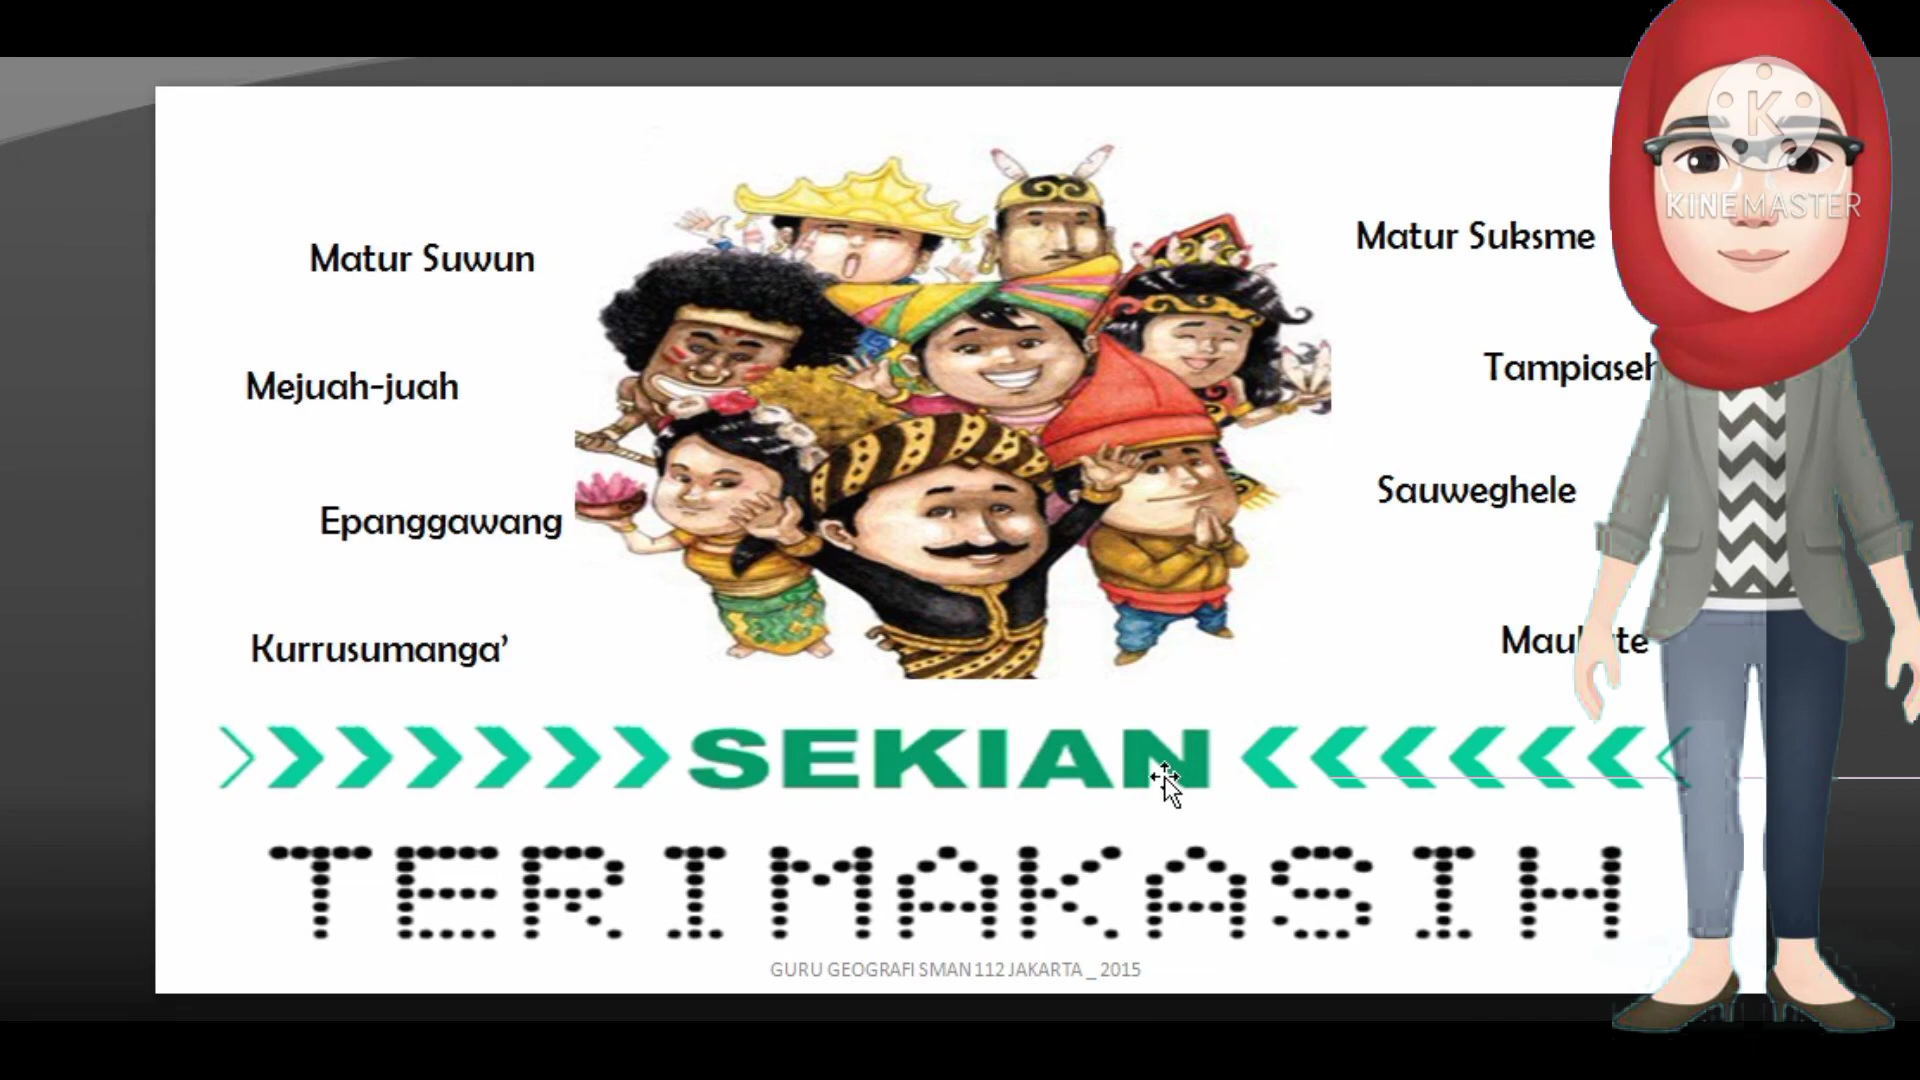 Matur Suwun
Matur Suksme
Mejuah-juah
Epanggawang
Sauweghele
Kurrusumanga'
SEKIAN
TERIMAKASIH
GURU GEOGRAFI SMAN 112 JAKARTA _ 2015
K
KINEMASTER